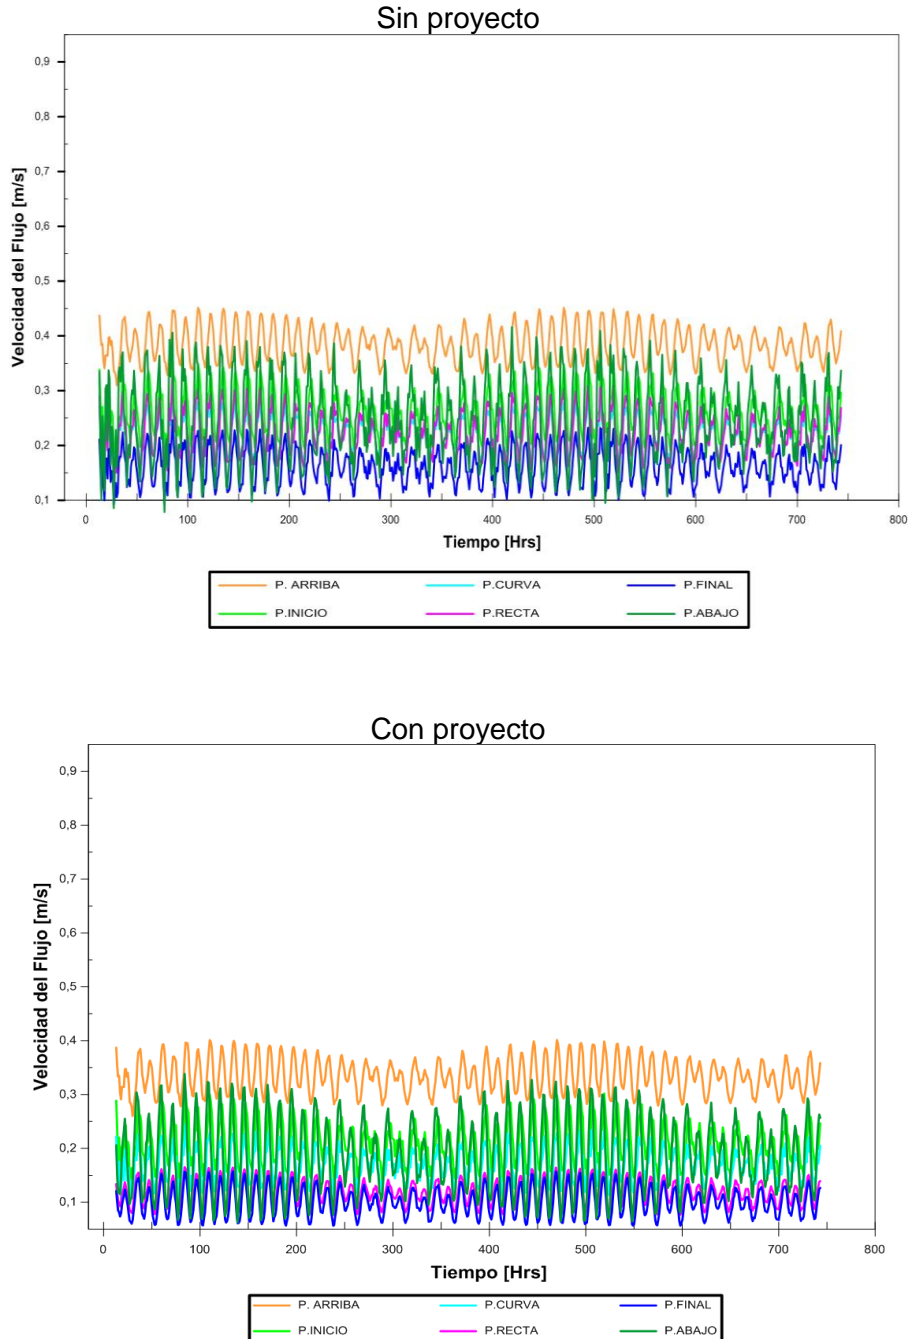 Sin proyecto
0,9
0,8
0,7
0,6
0,5
0,4
0,3
0,2
0,1
Velocidad del Flujo [m/s]
0 100 200 300 400 500 600 700 800
Tiempo [Hrs]
P. ARRIBA P.CURVA P.FINAL
P.INICIO P.RECTA P.ABAJO
Con proyecto
0,9
0,8
0,7
0,6
0,5
0,4
0,3
0,2
0,1
Velocidad del Flujo [m/s]
0 100 200 300 400 500 600 700 800
Tiempo [Hrs]
P. ARRIBA P.CURVA P.FINAL
P.INICIO P.RECTA P.ABAJO